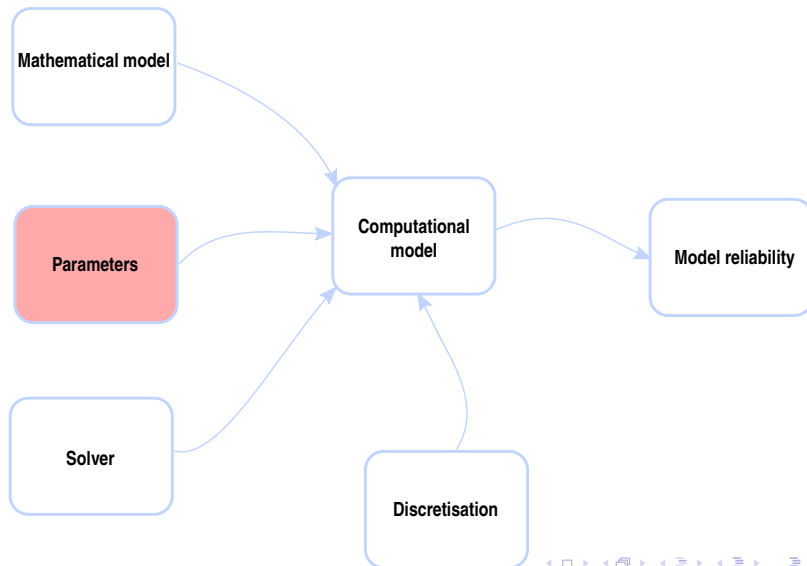 Mathematical model
Parameters
Solver
Computational
model
Discretisation
Model reliability